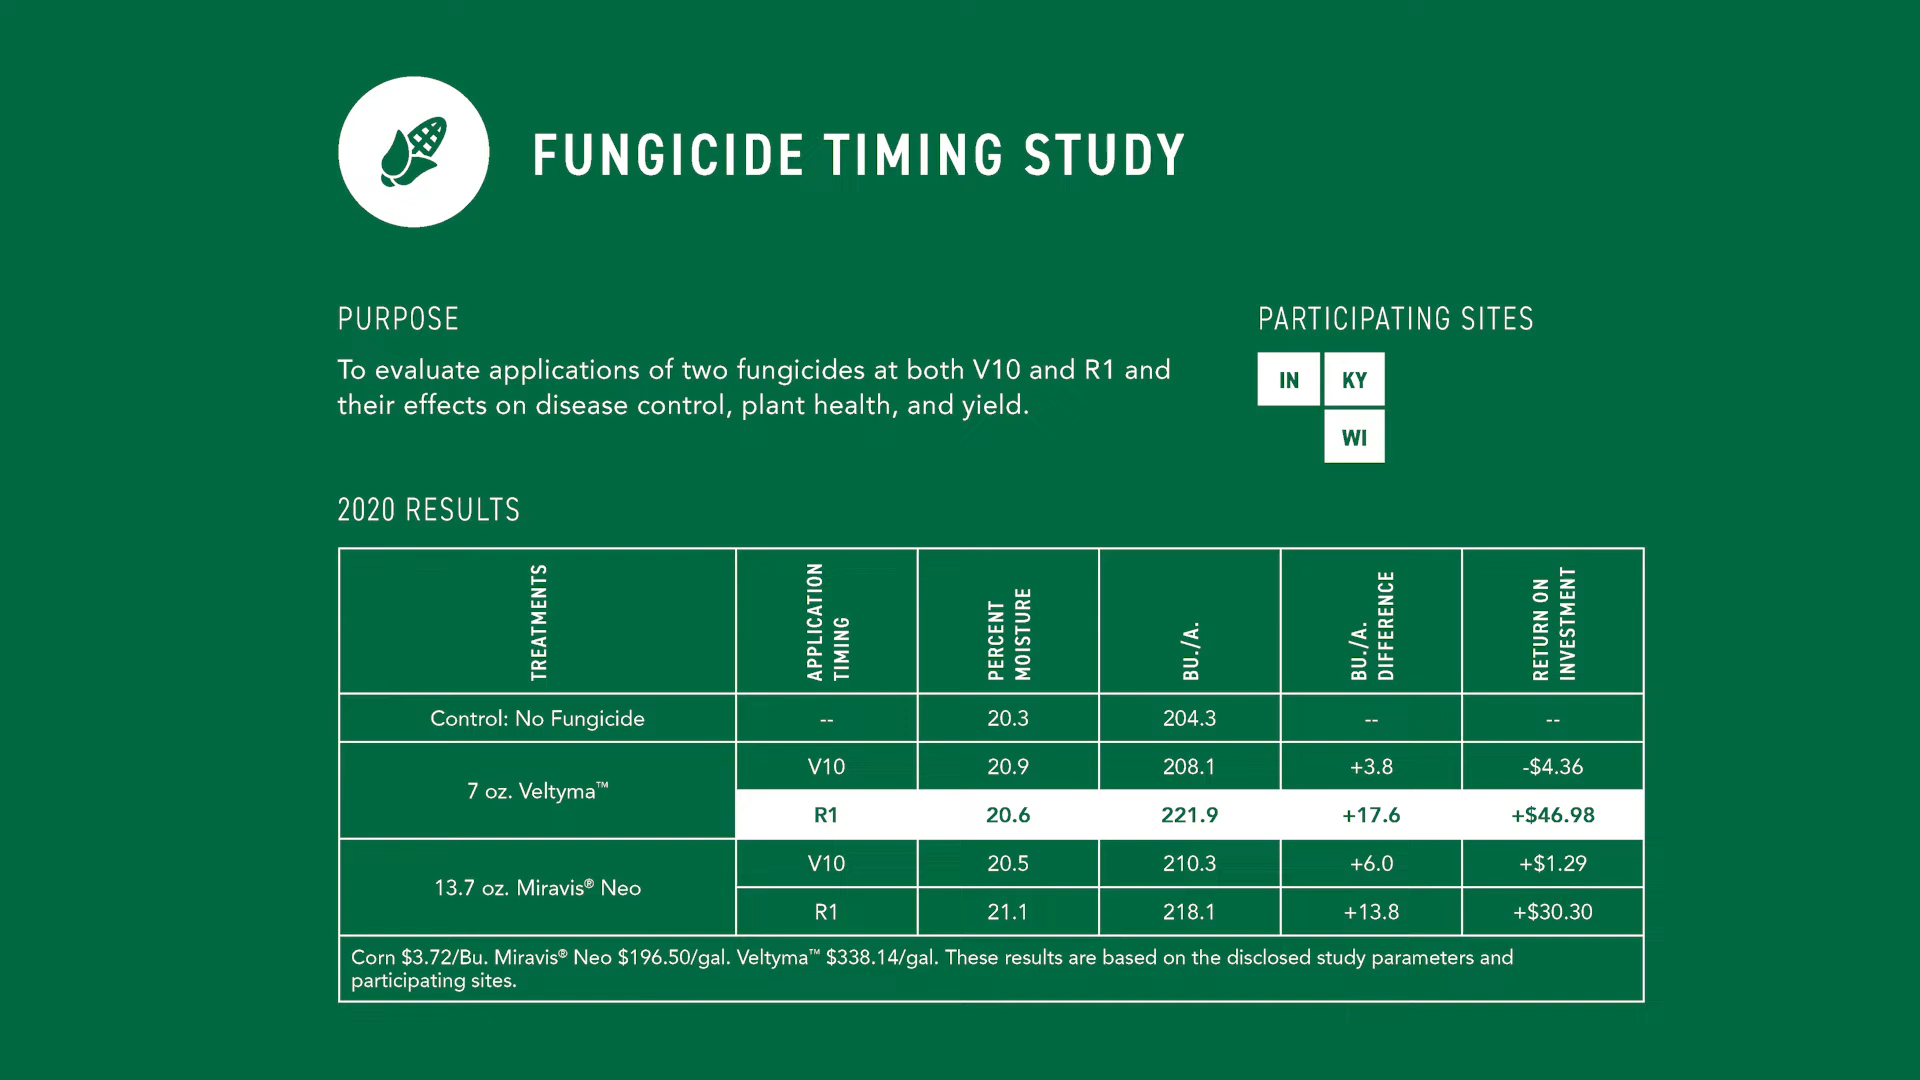 FUNGICIDE TIMING STUDY
PURPOSE
To evaluate applications of two fungicides at both V10 and R1 and
their effects on disease control, plant health, and yield.
PARTICIPATING SITES
IN KY
WI
2020 RESULTS
TREATMENTS
APPLICATION
TIMING
PERCENT
MOISTURE
BU./A.
BU./A.
DIFFERENCE
RETURN ON
INVESTMENT
Control: No Fungicide -- 20.3 204.3 -- --
7 oz. Veltyma™
V10 20.9 208.1 +3.8 -$4.36
R1 20.6 221.9 +17.6 +$46.98
13.7 oz. Miravis® Neo
V10 20.5 210.3 +6.0 +$1.29
R1 21.1 218.1 +13.8 +$30.30
Corn $3.72/Bu. Miravis® Neo $196.50/gal. Veltyma™ $338.14/gal. These results are based on the disclosed study parameters and
participating sites.